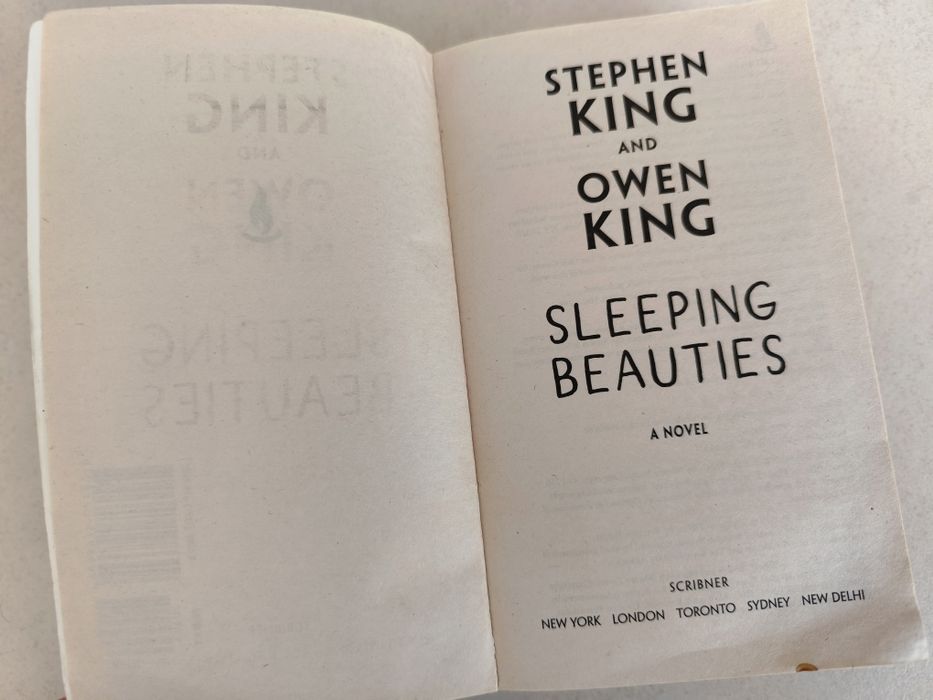 STEPHEN
KING
AND
OWEN
KING
SLEEPING
BEAUTIES
A NOVEL
SCRIBNER
NEW YORK LONDON TORONTO SYDNEY NEW DELHI